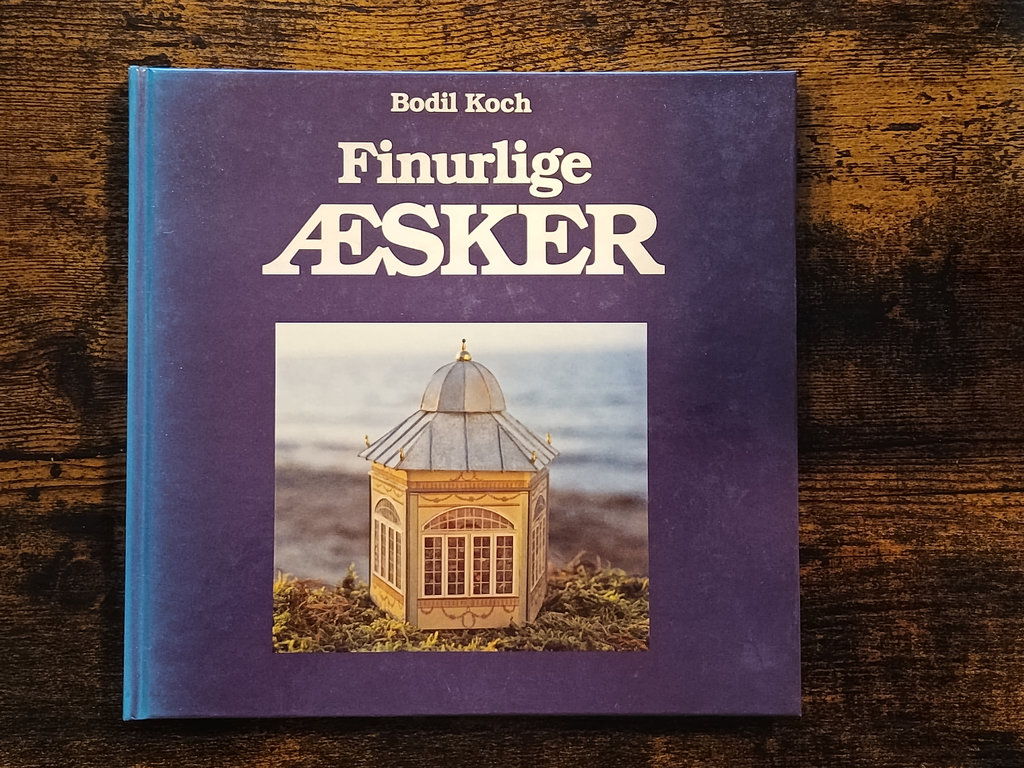 Bodil Koch
Finurlige
ÆSKER